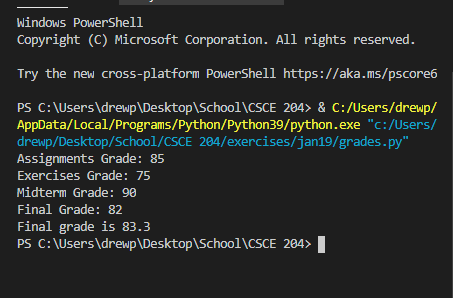 Windows PowerShell
Copyright (C) Microsoft Corporation. All rights reserved.
Try the new cross-platform PowerShell https://aka.ms/pscore6
PS C:\Users\drewp\Desktop\School\CSCE 204> & C:/Users/drewp/
AppData/Local/Programs/Python/Python39/python.exe "c:/Users/
drewp/Desktop/School/CSCE 204/exercises/jan19/grades.py"
Assignments Grade: 85
Exercises Grade: 75
Midterm Grade: 90
Final Grade: 82
Final grade is 83.3
PS C:\Users\drewp\Desktop\School\CSCE 204>